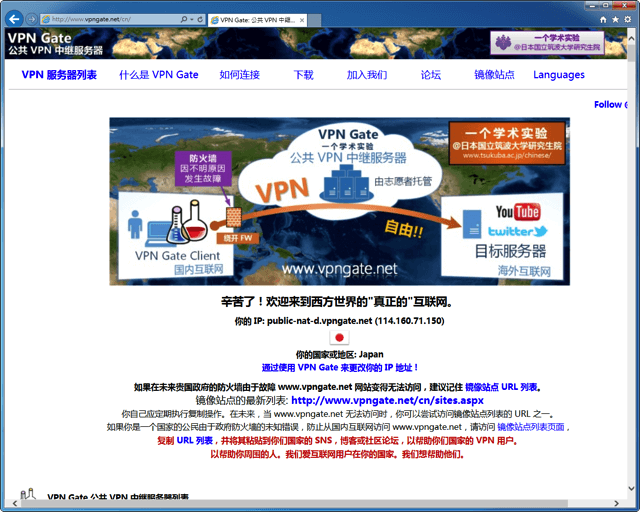 http://www.vpngate.net/cn/
VPN Gate: 公共 VPN 中继...
VPN Gate
公共 VPN 中继服务器
一个学术实验
@日本国立筑波大学研究生院
VPN 服务器列表 什么是 VPN Gate 如何连接 下载 加入我们 论坛 镜像站点 Languages
Follow @
VPN Gate
一个学术实验
公共 VPN 中继服务器
由志愿者托管
一个学术实验
@日本国立筑波大学研究生院
www.tsukuba.ac.jp/chinese/
防火墙
因不明原因
发生故障
VPN
自由!!
绕开 FW
VPN Gate Client
国内互联网
www.vpngate.net
YouTube
twitter
目标服务器
海外互联网
辛苦了！欢迎来到西方世界的"真正的"互联网。
你的 IP: public-nat-d.vpngate.net (114.160.71.150)
你的国家或地区: Japan
通过使用 VPN Gate 来更改你的 IP 地址！
如果在未来贵国政府的防火墙由于故障 www.vpngate.net 网站变得无法访问，建议记住 镜像站点 URL 列表。
镜像站点的最新列表: http://www.vpngate.net/cn/sites.aspx
你自己应定期执行复制操作。在未来，当 www.vpngate.net 无法访问时，你可以尝试访问镜像站点列表的 URL 之一。
如果你是一个国家的公民由于政府防火墙的未知错误，防止从国内互联网访问 www.vpngate.net，请访问 镜像站点列表页面，
复制 URL 列表，并将其粘贴到你们国家的 SNS，博客或社区论坛，以帮助你们国家的 VPN 用户。
以帮助你周围的人。我们爱互联网用户在你的国家。我们想帮助他们。
VPN Gate 公共 VPN 中继服务器列表